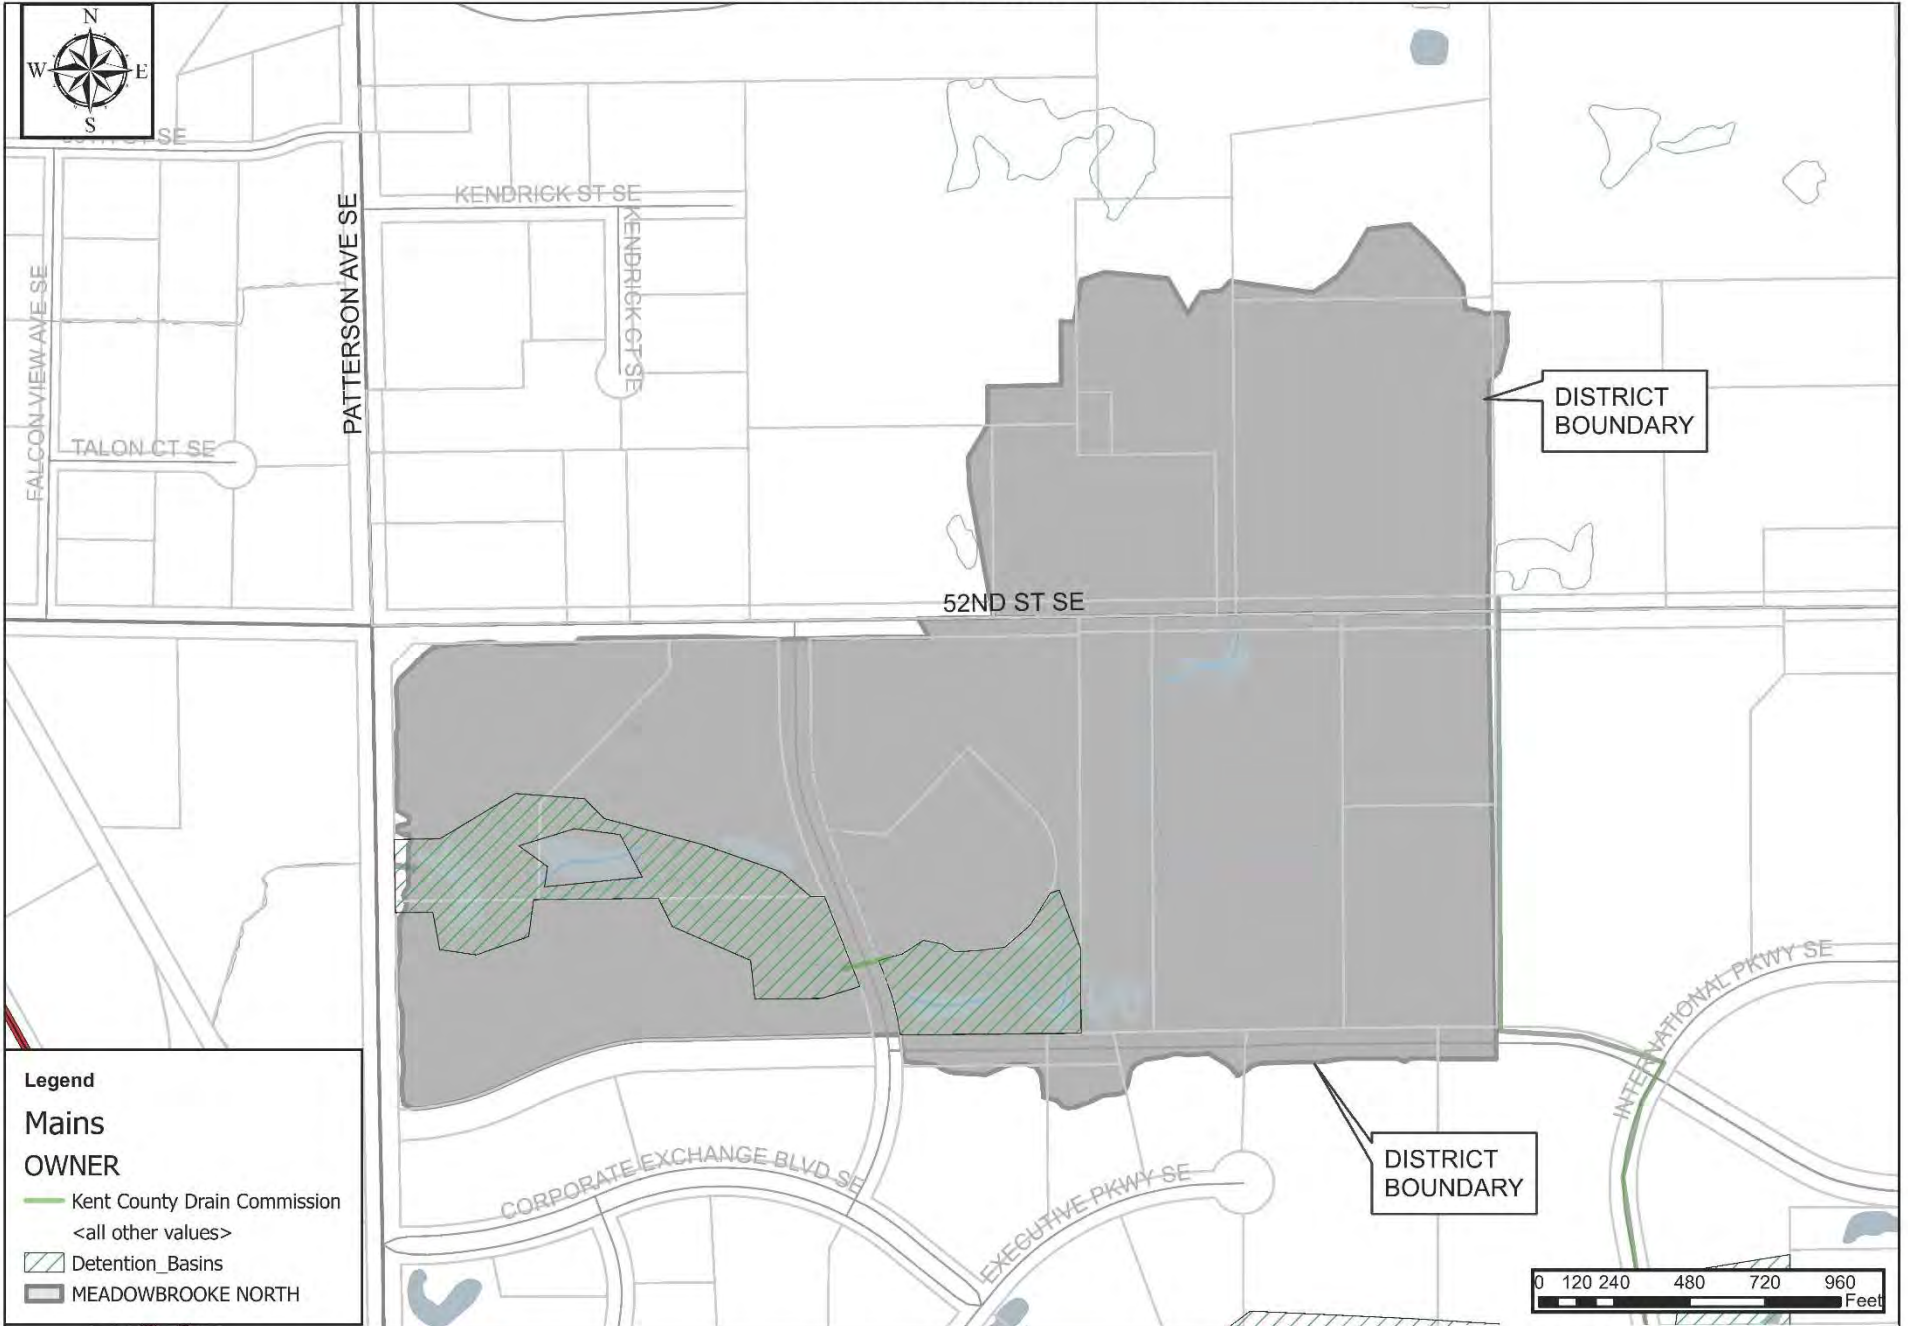 N
W E
S
SE
KENDRICK ST SE
KENDRICK CT SE
PATTERSON AVE SE
FALCON VIEW AVE SE
TALON CT SE
DISTRICT
BOUNDARY
52ND ST SE
INTERNATIONAL PKWY SE
CORPORATE EXCHANGE BLVD SE
EXECUTIVE PKWY SE
DISTRICT
BOUNDARY
Legend
Mains
OWNER
Kent County Drain Commission
<all other values>
Detention_Basins
MEADOWBROOKE NORTH
0 120 240 480 720 960
Feet